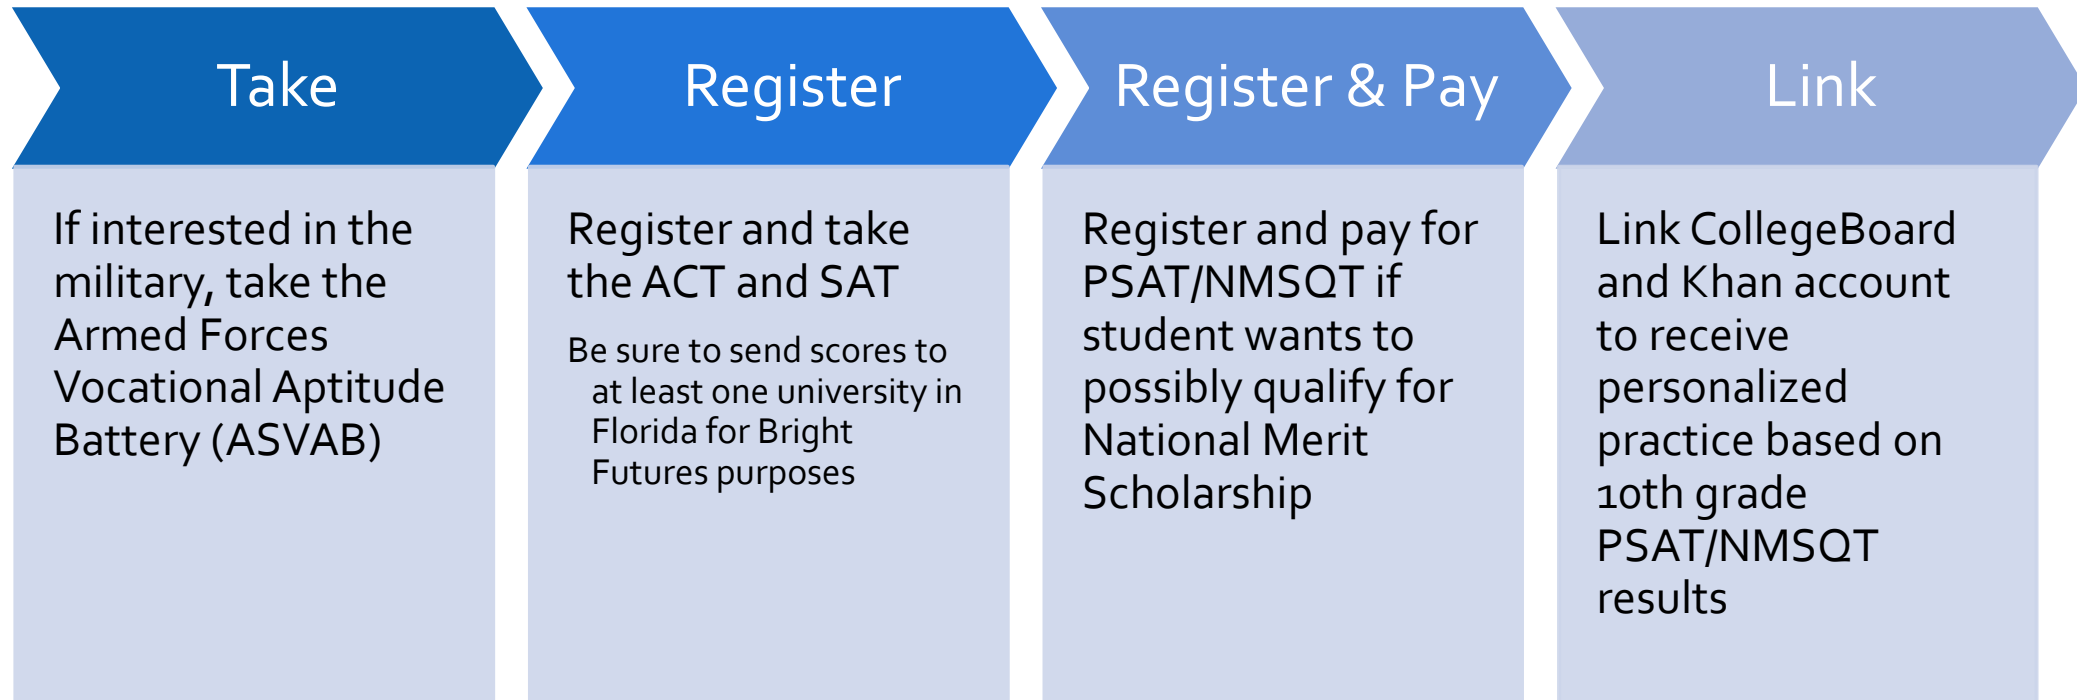 Take
If interested in the
military, take the
Armed Forces
Vocational Aptitude
Battery (ASVAB)
Register
Register and take
the ACT and SAT
Be sure to send scores to
at least one university in
Florida for Bright
Futures purposes
Register & Pay
Register and pay for
PSAT/NMSQT if
student wants to
possibly qualify for
National Merit
Scholarship
Link
Link CollegeBoard
and Khan account
to receive
personalized
practice based on
10th grade
PSAT/NMSQT
results